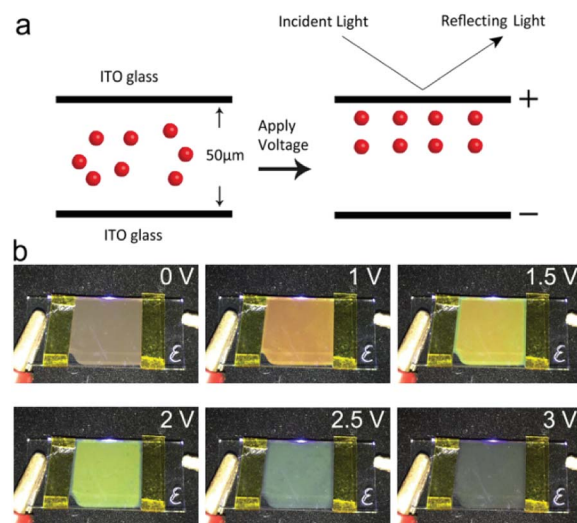 a
Incident Light
Reflecting Light
ITO glass
50μm
Apply
Voltage
+
−
ITO glass
b
0 V
1 V
1.5 V
ε
ε
ε
2 V
2.5 V
3 V
ε
ε
ε